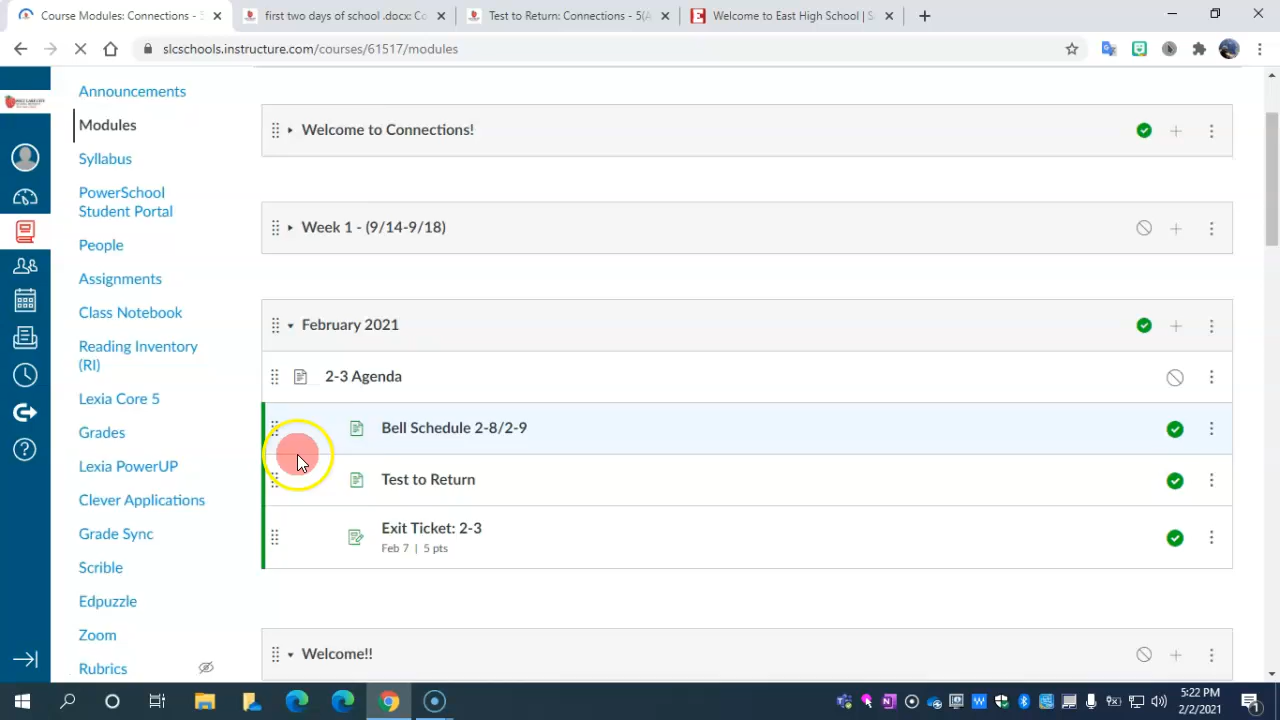 Course Modules: Connections -
first two days of school .docx: Co
Test to Return: Connections - 5(A
Welcome to East High School | S
slcschools.instructure.com/courses/61517/modules
Announcements
Modules
Syllabus
PowerSchool
Student Portal
People
Assignments
Class Notebook
Reading Inventory
(RI)
Lexia Core 5
Grades
Lexia PowerUP
Clever Applications
Grade Sync
Scrible
Edpuzzle
Zoom
Rubrics
Welcome to Connections!
Week 1 - (9/14-9/18)
February 2021
2-3 Agenda
Bell Schedule 2-8/2-9
Test to Return
Exit Ticket: 2-3
Feb 7 | 5 pts
Welcome!!
5:22 PM
2/2/2021